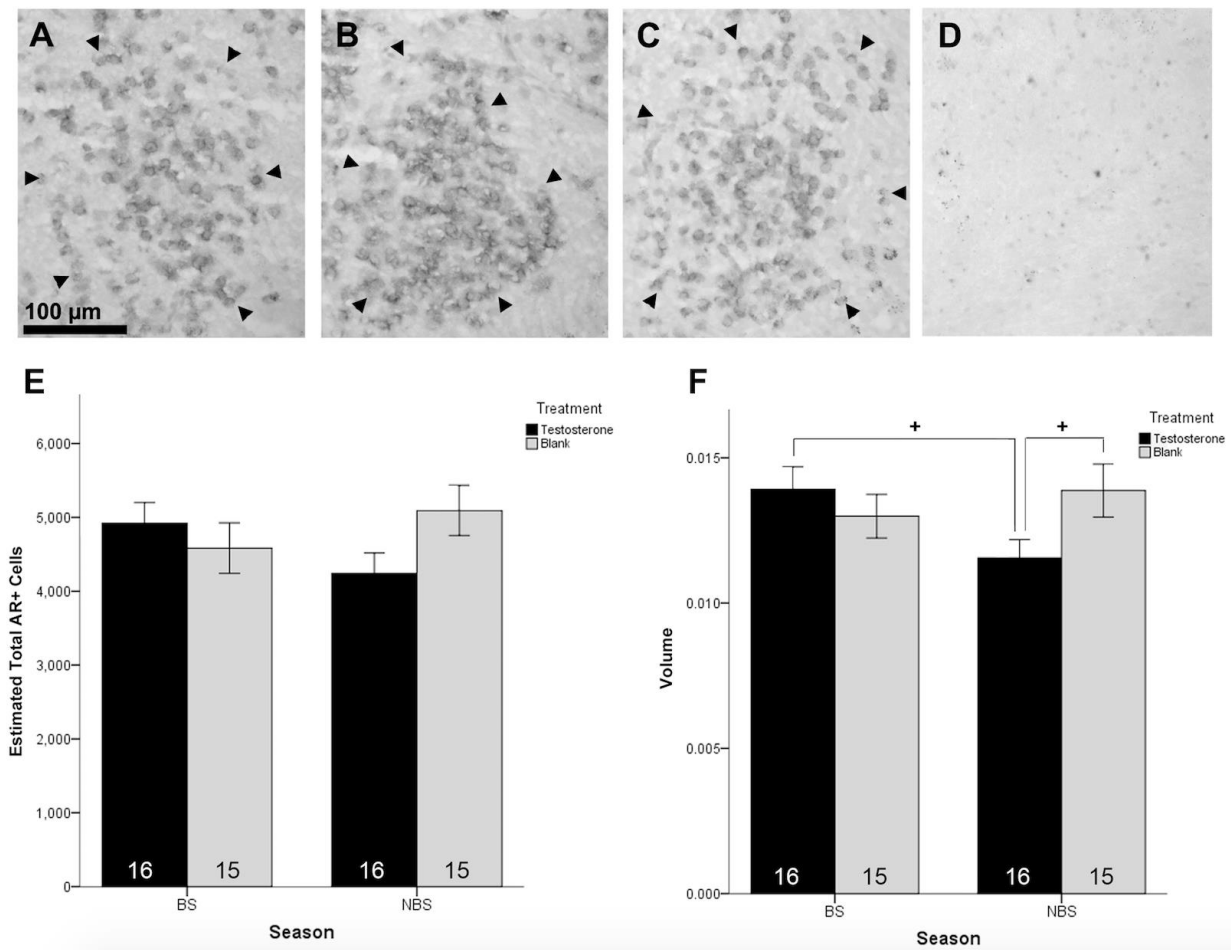 A
B
C
D
100 µm
E
Treatment
Testosterone
Blank
6,000
5,000
4,000
3,000
2,000
1,000
0
Estimated Total AR+ Cells
16
15
16
15
BS
NBS
Season
F
Treatment
Testosterone
Blank
+
+
0.015
0.010
0.005
0.000
Volume
16
15
16
15
BS
NBS
Season